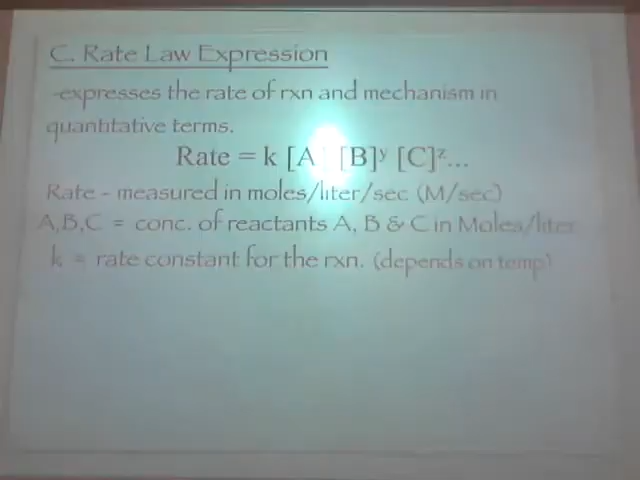 C. Rate Law Expression
-expresses the rate of rxn and mechanism in
quantitative terms.
Rate = k [A [B]ʸ [C]ᶻ...
Rate - measured in moles/liter/sec (M/sec)
A,B,C = conc. of reactants A, B & C in Moles/liter
k = rate constant for the rxn. (depends on temp)